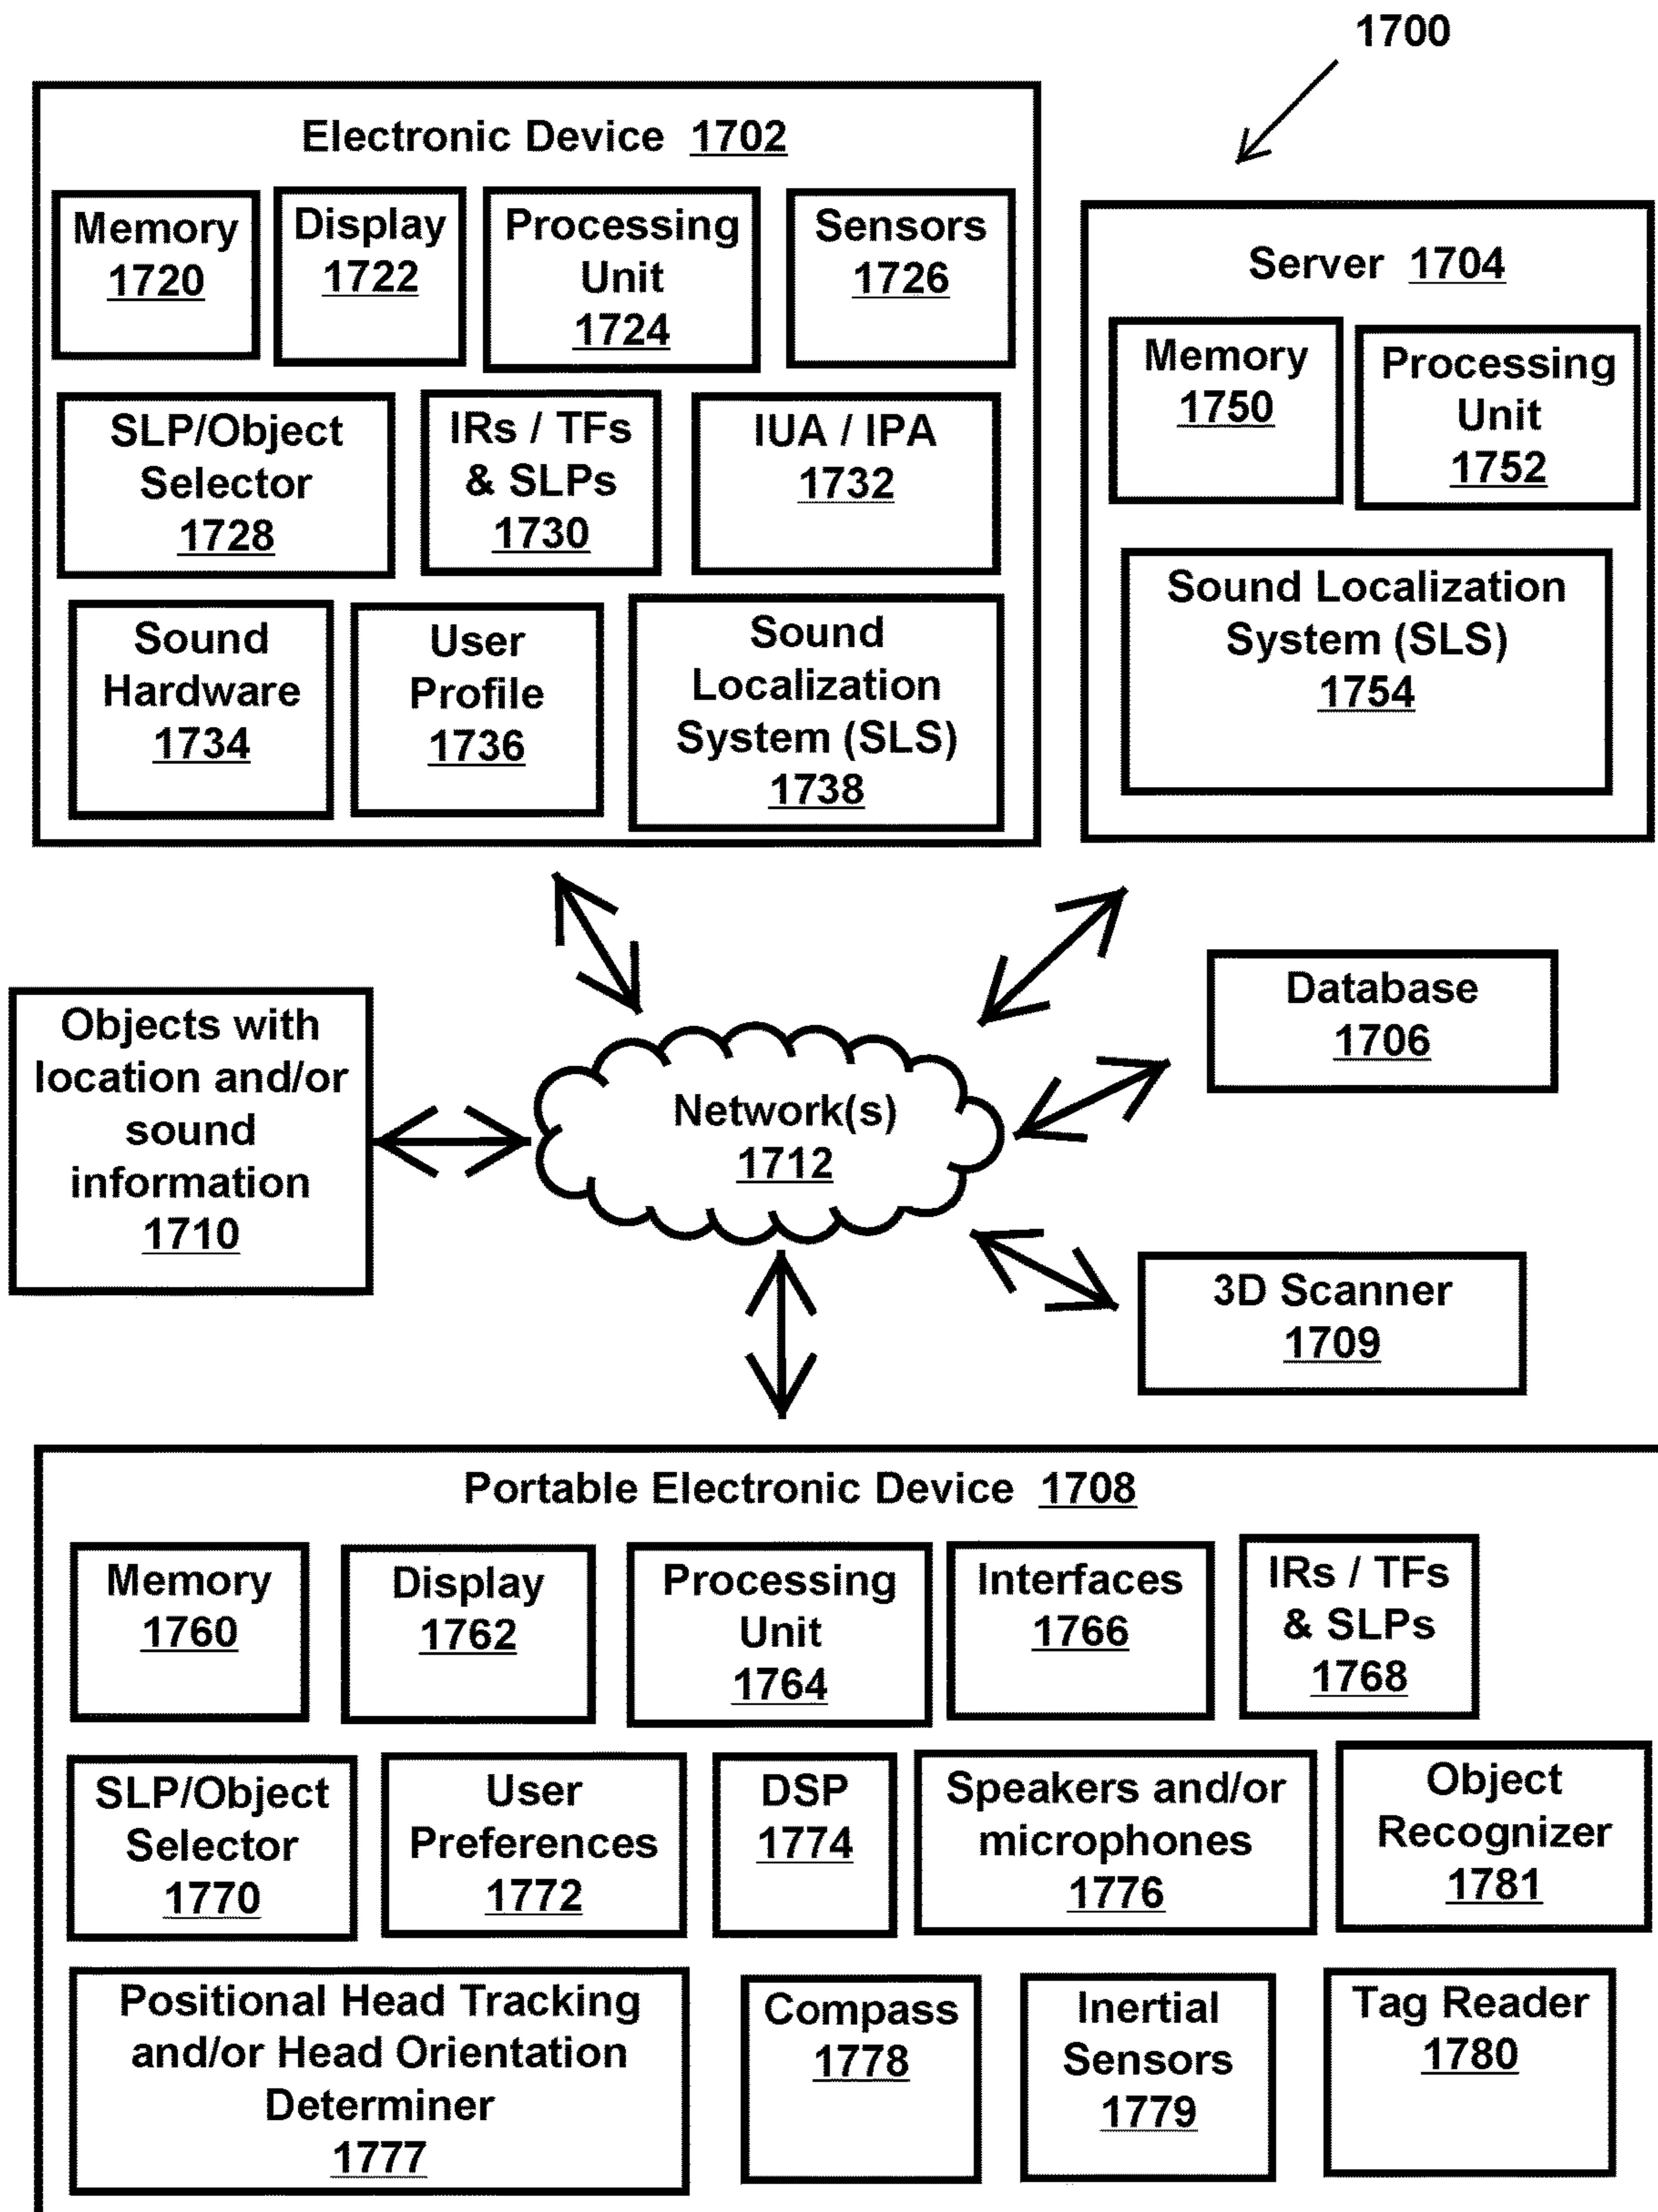 1700
Electronic Device 1702
Memory
1720
Display
1722
Processing
Unit
1724
Sensors
1726
SLP/Object
Selector
1728
IRs / TFs
& SLPs
1730
IUA / IPA
1732
Sound
Hardware
1734
User
Profile
1736
Sound
Localization
System (SLS)
1738
Server 1704
Memory
1750
Processing
Unit
1752
Sound Localization
System (SLS)
1754
Objects with
location and/or
sound
information
1710
Network(s)
1712
Database
1706
3D Scanner
1709
Portable Electronic Device 1708
Memory
1760
Display
1762
Processing
Unit
1764
Interfaces
1766
IRs / TFs
& SLPs
1768
SLP/Object
Selector
1770
User
Preferences
1772
DSP
1774
Speakers and/or
microphones
1776
Object
Recognizer
1781
Positional Head Tracking
and/or Head Orientation
Determiner
1777
Compass
1778
Inertial
Sensors
1779
Tag Reader
1780